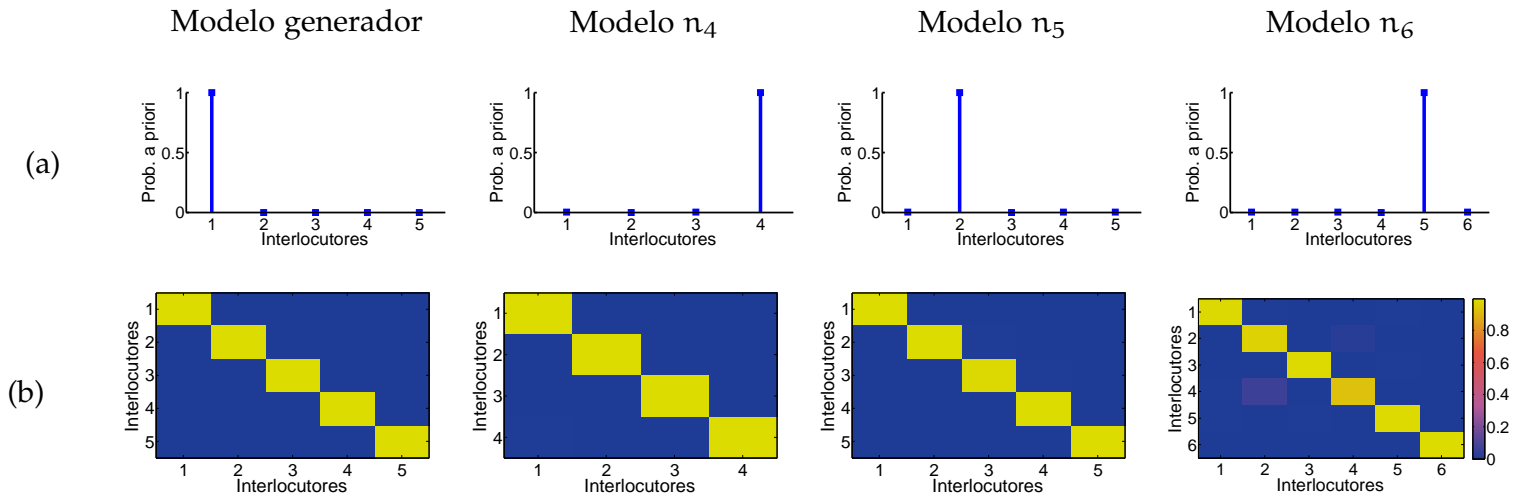 Modelo generador
Modelo n4
Modelo n5
Modelo n6
(a)
Prob. a priori
1
0.5
0
1 2 3 4 5
Interlocutores
Prob. a priori
1
0.5
0
1 2 3 4
Interlocutores
Prob. a priori
1
0.5
0
1 2 3 4 5
Interlocutores
Prob. a priori
1
0.5
0
1 2 3 4 5 6
Interlocutores
(b)
Interlocutores
1
2
3
4
5
1 2 3 4 5
Interlocutores
Interlocutores
1
2
3
4
1 2 3 4
Interlocutores
Interlocutores
1
2
3
4
5
1 2 3 4 5
Interlocutores
Interlocutores
1
2
3
4
5
6
1 2 3 4 5 6
Interlocutores
0.8
0.6
0.4
0.2
0